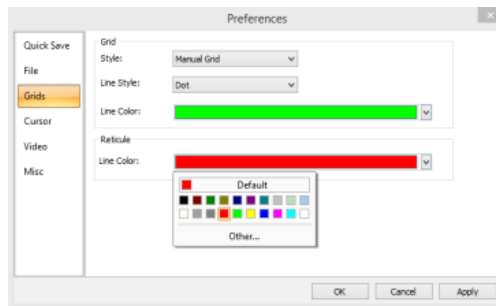 Preferences
Quick Save
File
Grids
Cursor
Video
Misc
Grid
Style:
Manual Grid
Line Style:
Dot
Line Color:
Reticule
Line Color:
Default
Other...
OK
Cancel
Apply